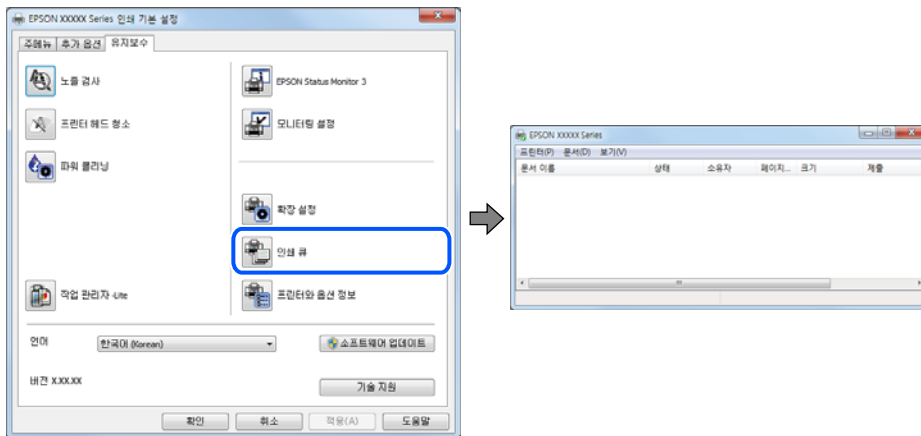 EPSON XXXXX Series 인쇄 기본 설정
주메뉴 추가 옵션 유지보수
노즐 검사
프린터 헤드 청소
파워 클리닝
작업 관리자 -Lite
EPSON Status Monitor 3
모니터링 설정
확장 설정
인쇄 큐
프린터와 옵션 정보
언어 한국어 (Korean) 소프트웨어 업데이트
버전 X.XX.XX 기술 지원
확인 취소 적용(A) 도움말
EPSON XXXXX Series
프린터(P) 문서(D) 보기(V)
문서 이름 상태 소유자 페이지... 크기 제출